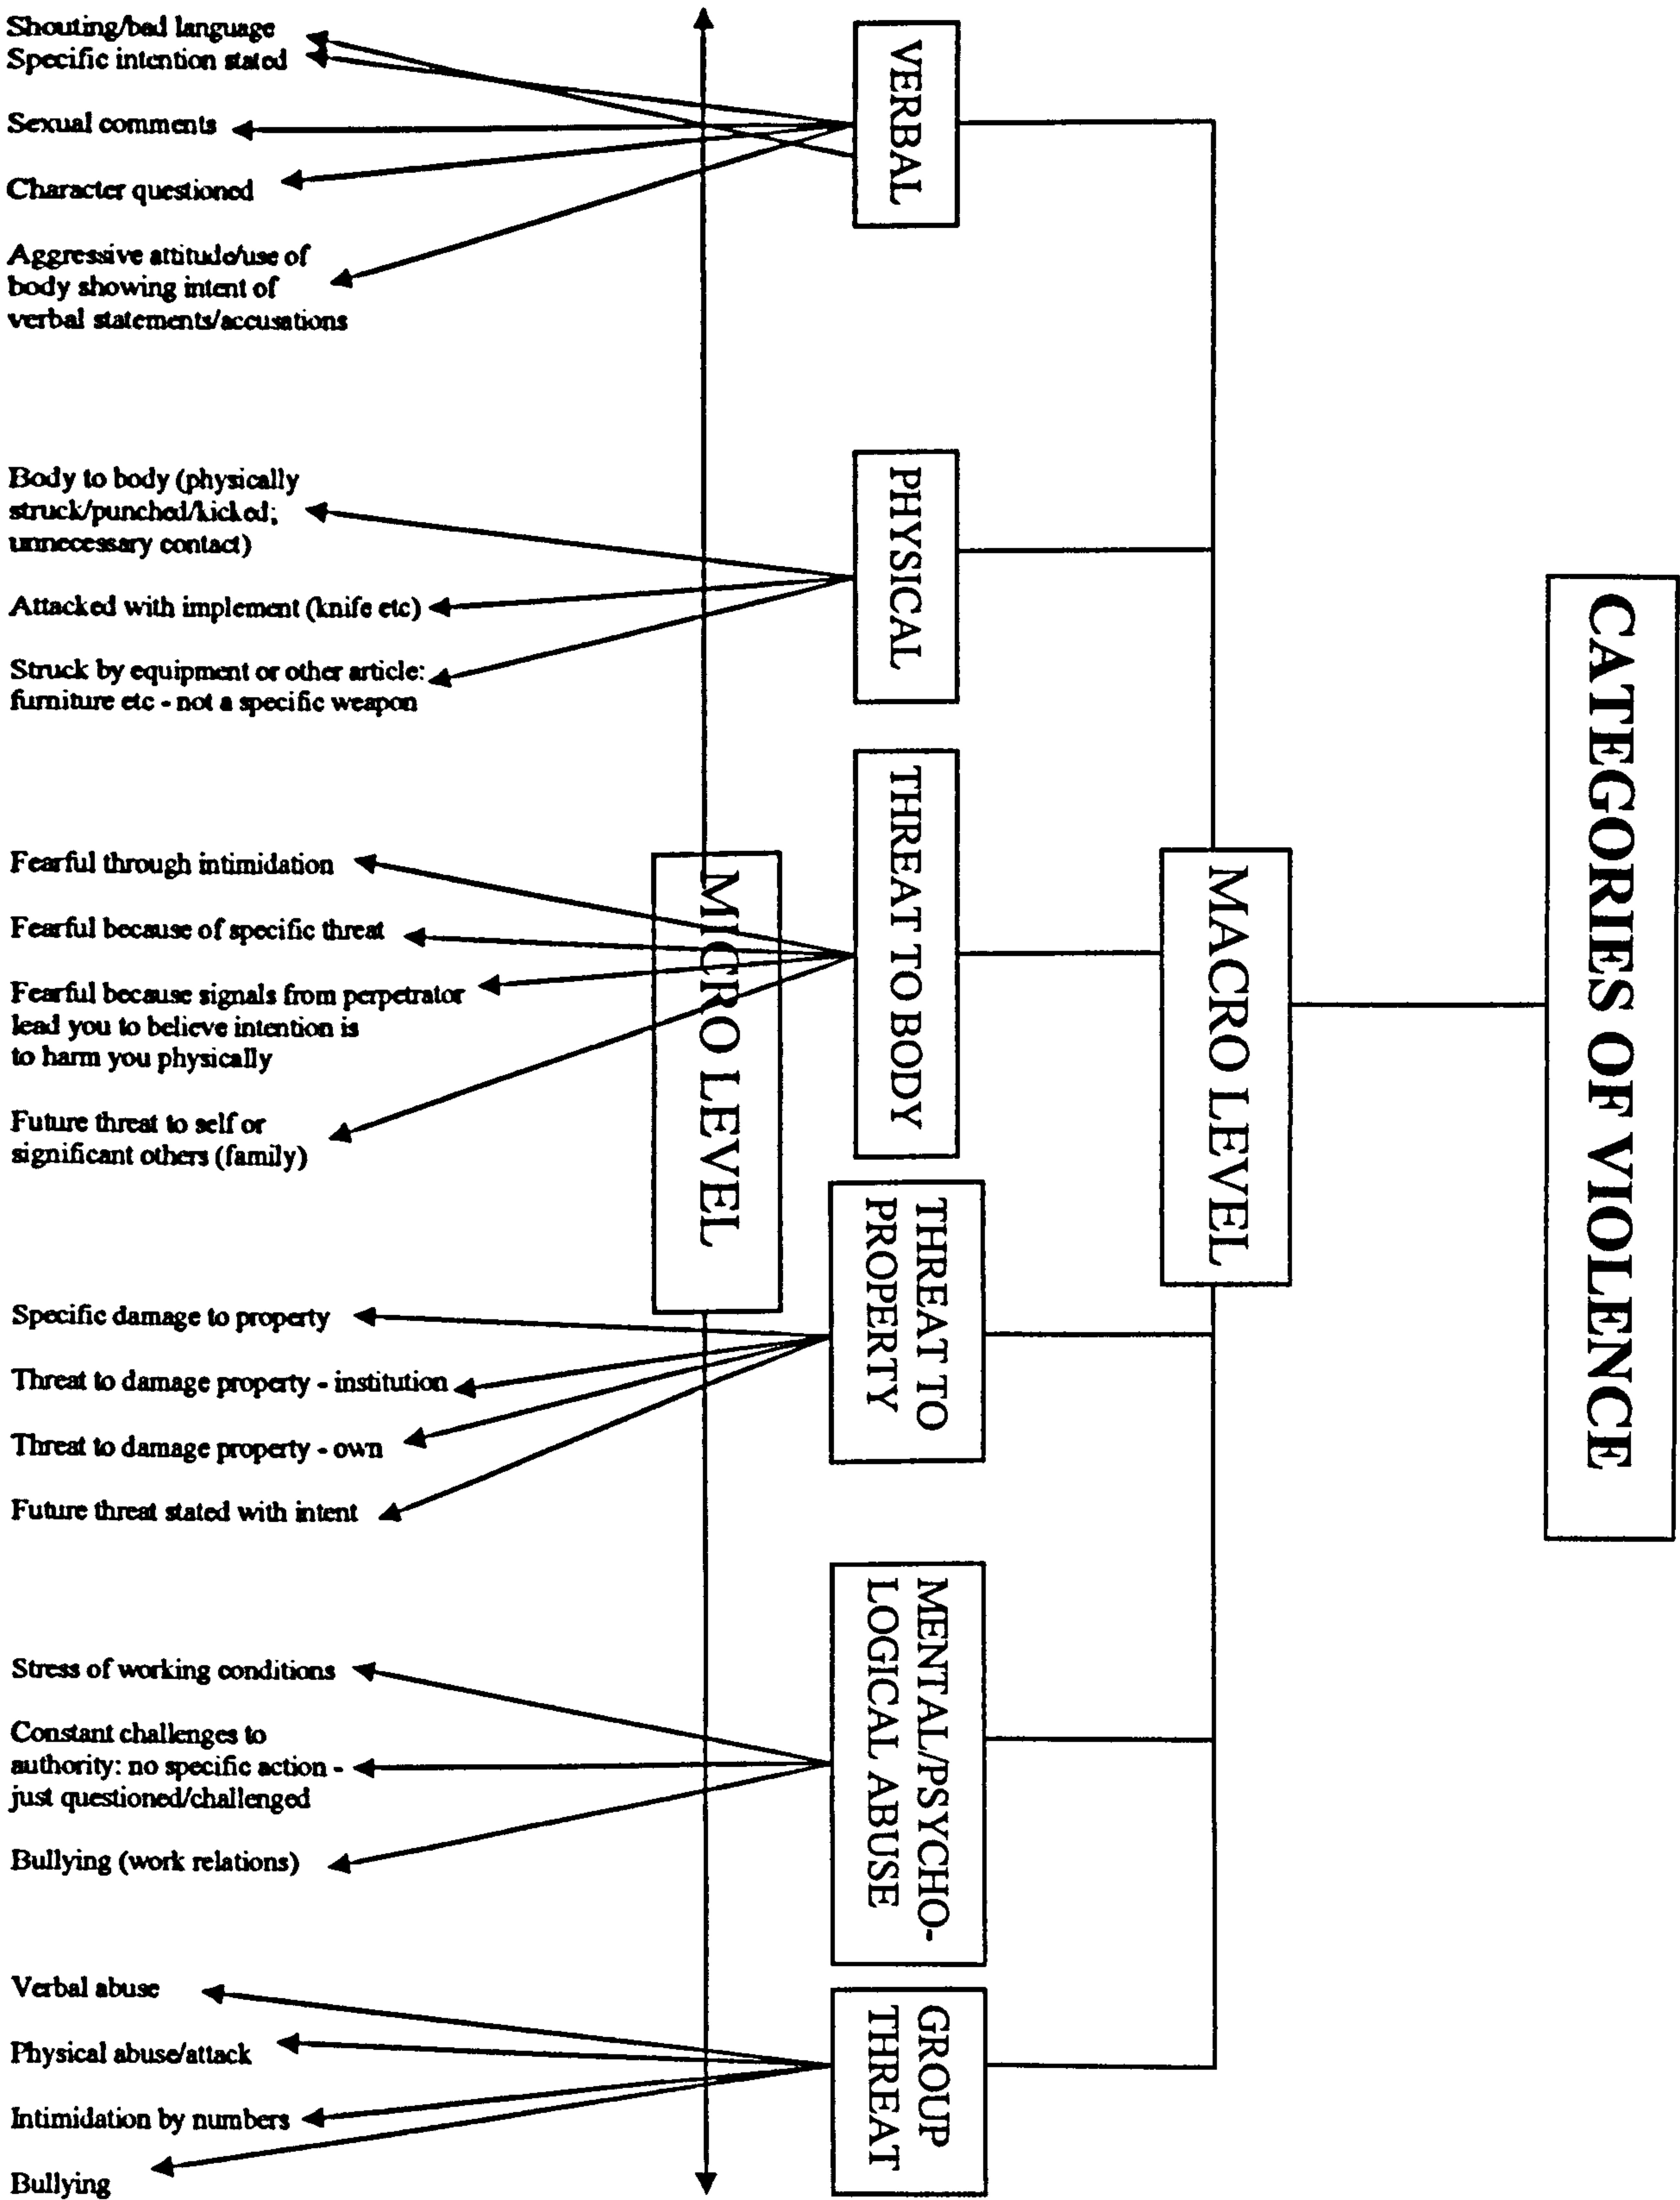 CATEGORIES OF VIOLENCE
MACRO LEVEL
VERBAL
PHYSICAL
THREAT TO BODY
THREAT TO
PROPERTY
MENTAL/PSYCHO-
LOGICAL ABUSE
GROUP
THREAT
MICRO LEVEL
Shouting/bad language
Specific intention stated
Sexual comments
Character questioned
Aggressive attitude/use of
body showing intent of
verbal statements/accusations
Body to body (physically
struck/punched/kicked;
unnecessary contact)
Attacked with implement (knife etc)
Struck by equipment or other article:
furniture etc - not a specific weapon
Fearful through intimidation
Fearful because of specific threat
Fearful because signals from perpetrator
lead you to believe intention is
to harm you physically
Future threat to self or
significant others (family)
Specific damage to property
Threat to damage property - institution
Threat to damage property - own
Future threat stated with intent
Stress of working conditions
Constant challenges to
authority: no specific action -
just questioned/challenged
Bullying (work relations)
Verbal abuse
Physical abuse/attack
Intimidation by numbers
Bullying